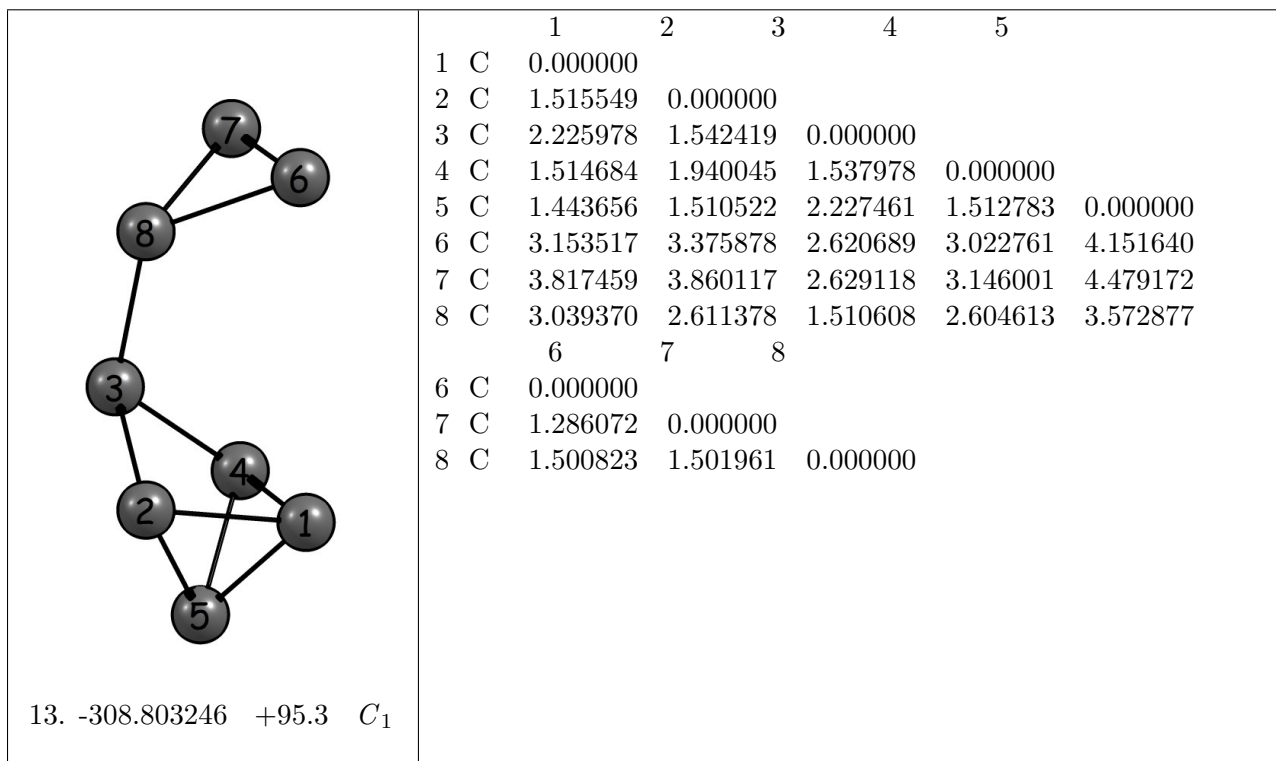 7
6
8
3
4
2
1
5
13. -308.803246 +95.3 C1
1 2 3 4 5
1 C 0.000000
2 C 1.515549 0.000000
3 C 2.225978 1.542419 0.000000
4 C 1.514684 1.940045 1.537978 0.000000
5 C 1.443656 1.510522 2.227461 1.512783 0.000000
6 C 3.153517 3.375878 2.620689 3.022761 4.151640
7 C 3.817459 3.860117 2.629118 3.146001 4.479172
8 C 3.039370 2.611378 1.510608 2.604613 3.572877
6 7 8
6 C 0.000000
7 C 1.286072 0.000000
8 C 1.500823 1.501961 0.000000